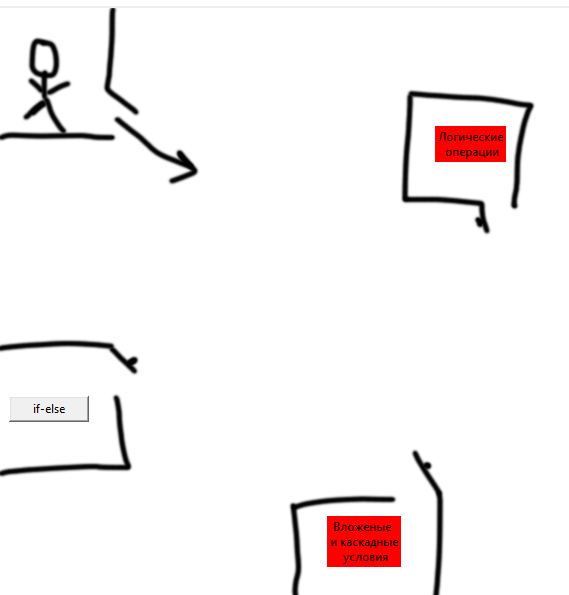 Логические
операции
if-else
Вложеные
и каскадные
условия